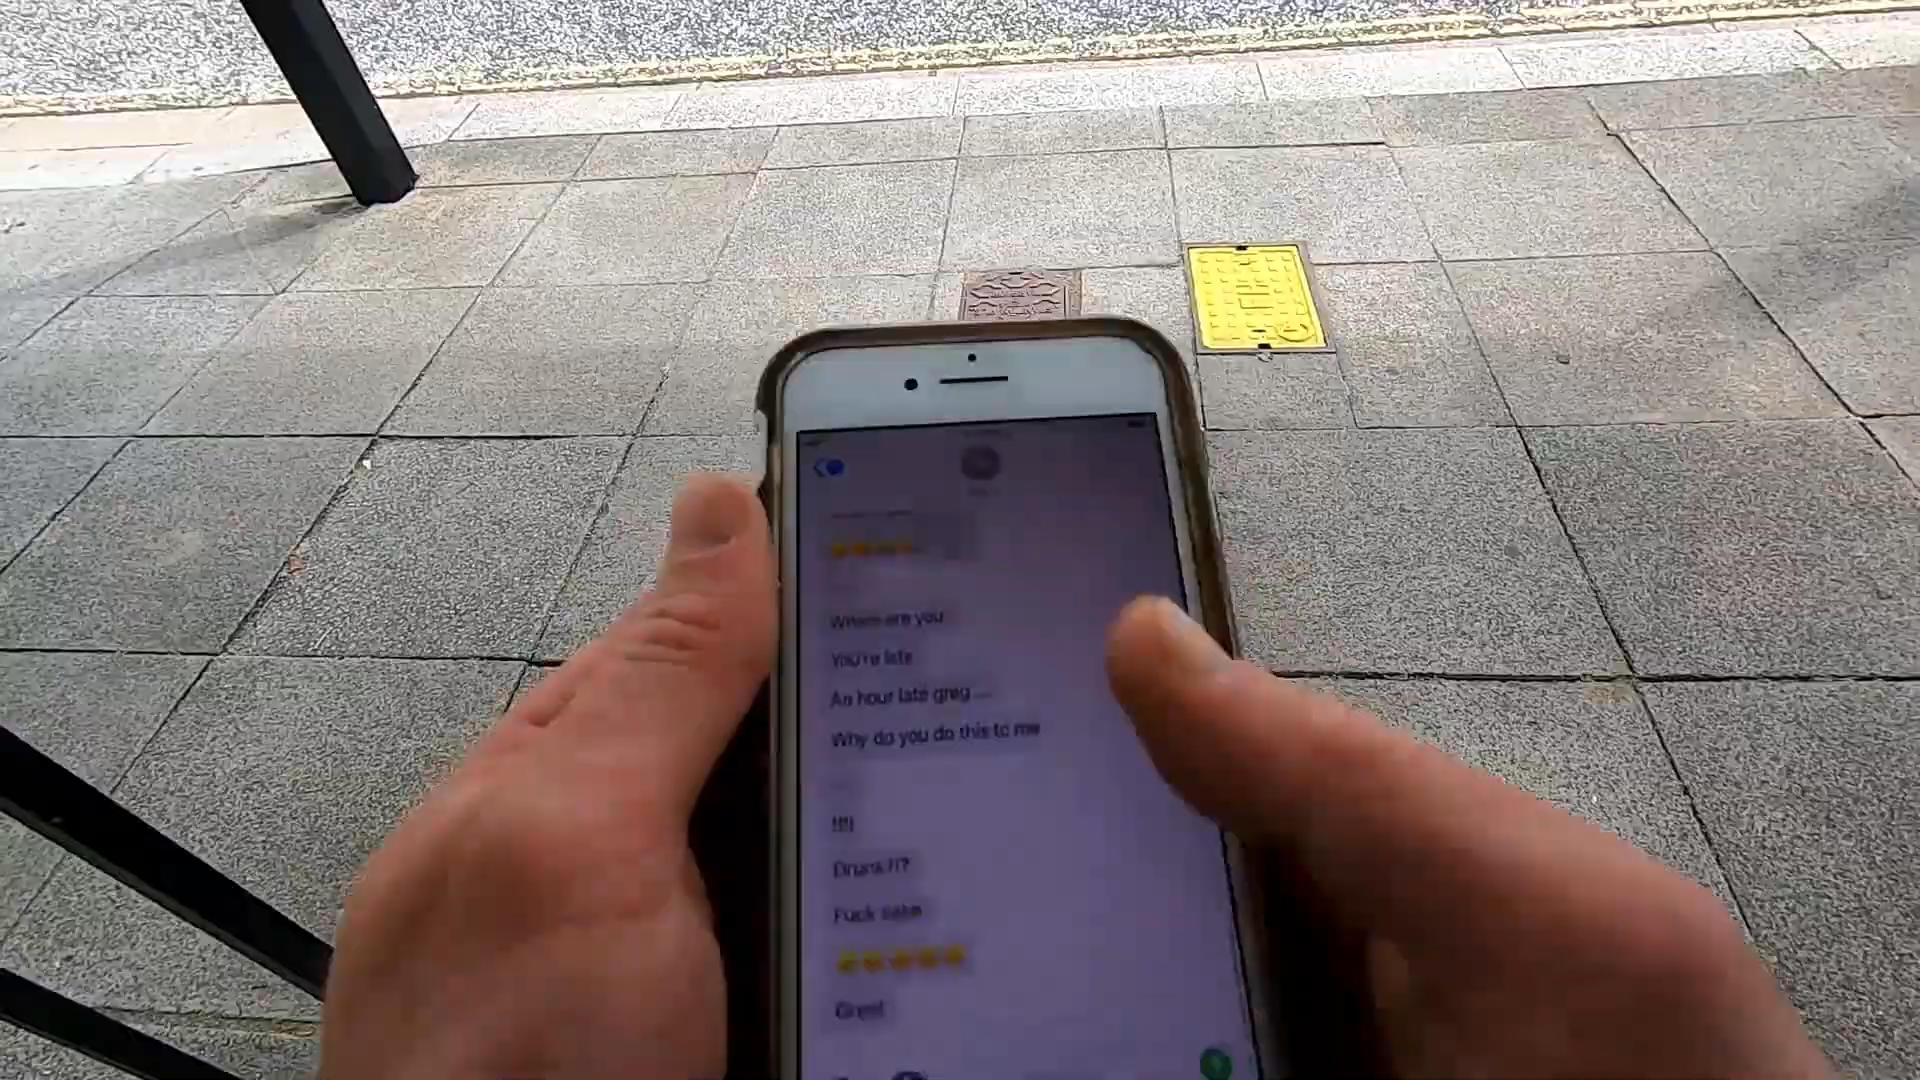 Where are you
You're late
An hour late greg ...
Why do you do this to me
...
!!!!
Drunk!!?
Fuck sake
Great